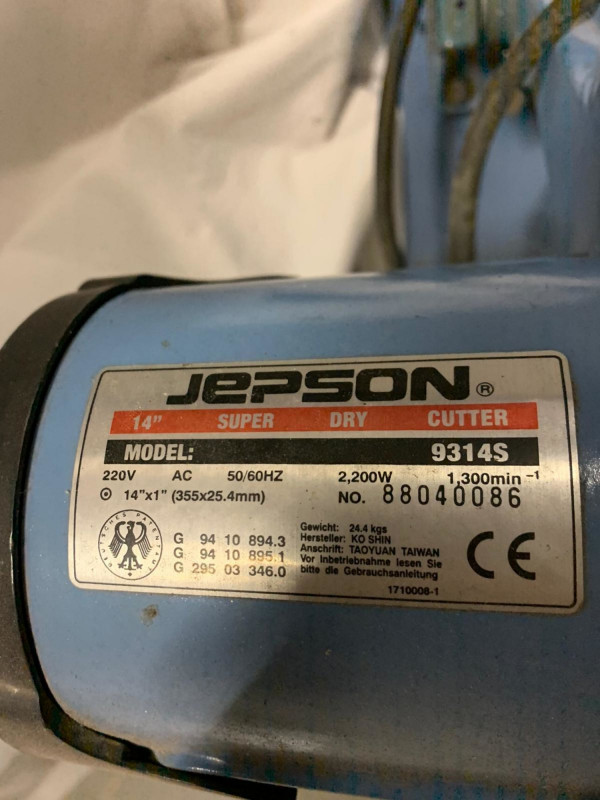 JEPSON®
14" SUPER DRY CUTTER
MODEL: 9314S
220V AC 50/60HZ 2,200W 1,300min⁻¹
14"x1" (355x25.4mm) NO. 88040086
DEUTSCHES PATENTAMT
G 94 10 894.3
G 94 10 895.1
G 295 03 346.0
Gewicht: 24.4 kgs
Hersteller: KO SHIN
Anschrift: TAOYUAN TAIWAN
Vor Inbetriebnahme lesen Sie
bitte die Gebrauchsanleitung
CE
1710008-1